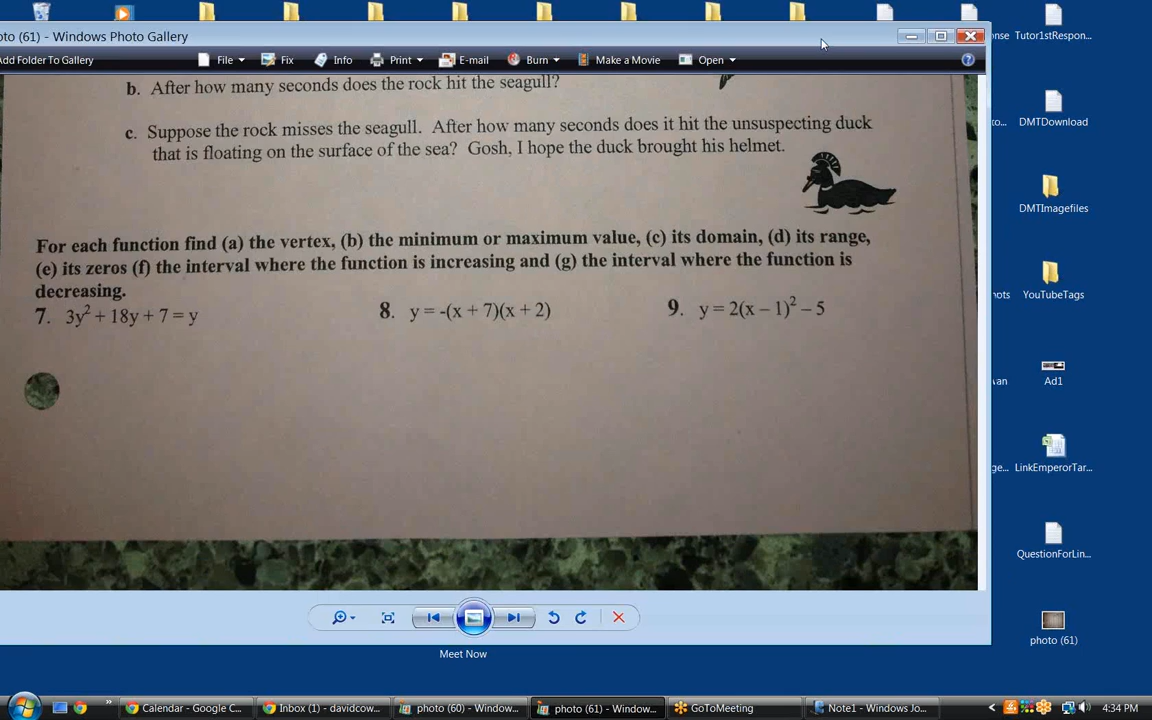 Tutor1stRespon...
oto (61) - Windows Photo Gallery
Add Folder To Gallery File Fix Info Print E-mail Burn Make a Movie Open
b. After how many seconds does the rock hit the seagull?
c. Suppose the rock misses the seagull. After how many seconds does it hit the unsuspecting duck
that is floating on the surface of the sea? Gosh, I hope the duck brought his helmet.
For each function find (a) the vertex, (b) the minimum or maximum value, (c) its domain, (d) its range,
(e) its zeros (f) the interval where the function is increasing and (g) the interval where the function is
decreasing.
7. 3y² + 18y + 7 = y 8. y = -(x + 7)(x + 2) 9. y = 2(x – 1)² – 5
DMTDownload
DMTImagefiles
YouTubeTags
Ad1
LinkEmperorTar...
QuestionForLin...
photo (61)
Meet Now
Calendar - Google C... Inbox (1) - davidcow... photo (60) - Window... photo (61) - Window... GoToMeeting Note1 - Windows Jo... 4:34 PM